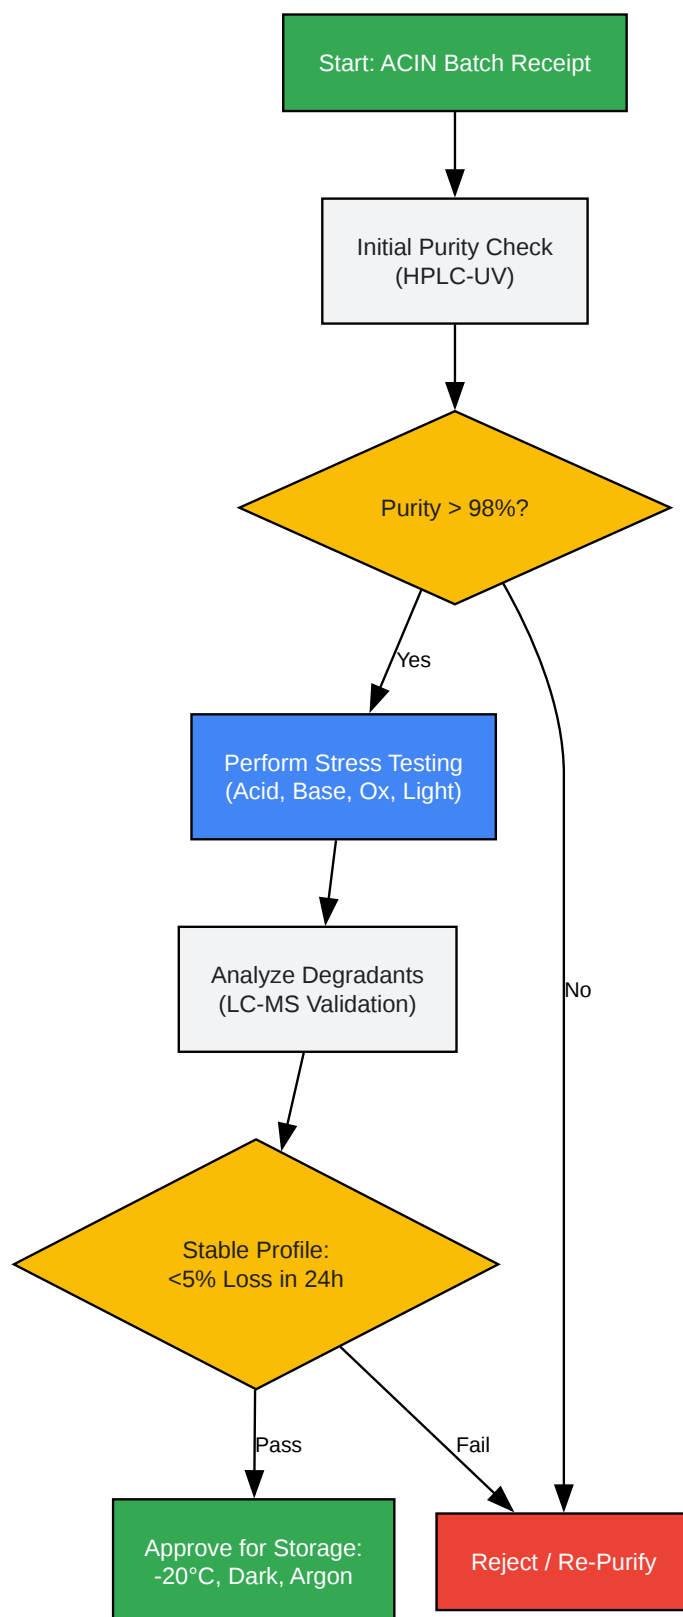 Start: ACIN Batch Receipt
Initial Purity Check
(HPLC-UV)
Purity > 98%?
Yes
Perform Stress Testing
(Acid, Base, Ox, Light)
Analyze Degradants
(LC-MS Validation)
No
Stable Profile:
<5% Loss in 24h
Pass
Fail
Approve for Storage:
-20°C, Dark, Argon
Reject / Re-Purify